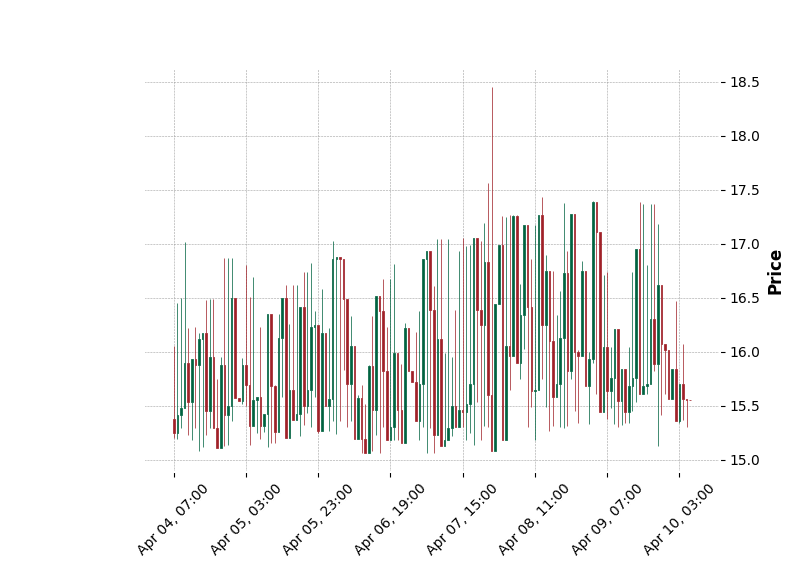 18.5
18.0
17.5
17.0
16.5
16.0
15.5
15.0
Price
Apr 04, 07:00
Apr 05, 03:00
Apr 05, 23:00
Apr 06, 19:00
Apr 07, 15:00
Apr 08, 11:00
Apr 09, 07:00
Apr 10, 03:00